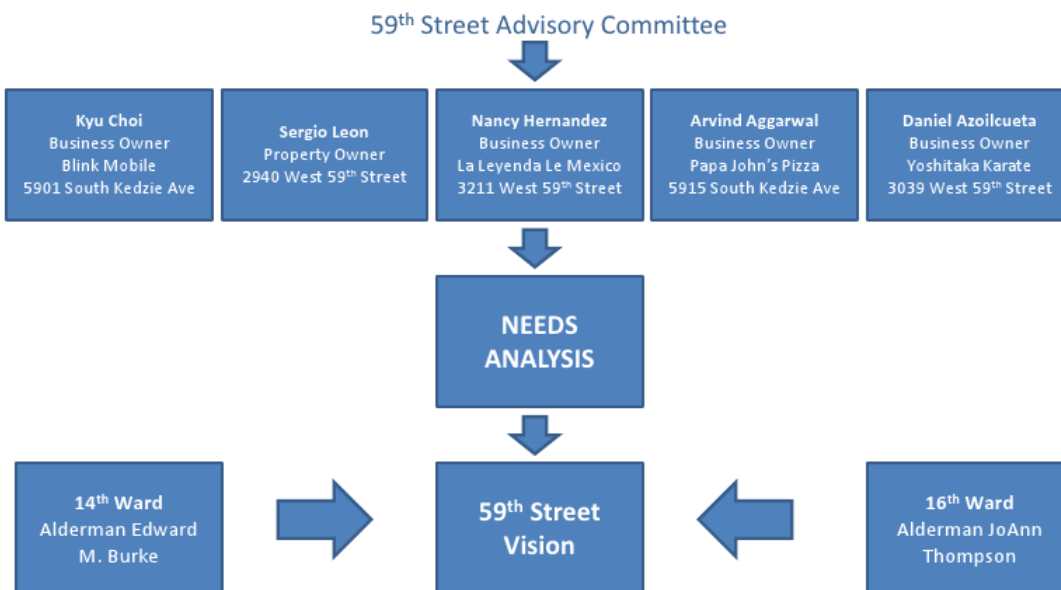 59th Street Advisory Committee
Kyu Choi
Business Owner
Blink Mobile
5901 South Kedzie Ave
Sergio Leon
Property Owner
2940 West 59th Street
Nancy Hernandez
Business Owner
La Leyenda Le Mexico
3211 West 59th Street
Arvind Aggarwal
Business Owner
Papa John's Pizza
5915 South Kedzie Ave
Daniel Azoilcueta
Business Owner
Yoshitaka Karate
3039 West 59th Street
NEEDS
ANALYSIS
14th Ward
Alderman Edward
M. Burke
59th Street
Vision
16th Ward
Alderman JoAnn
Thompson